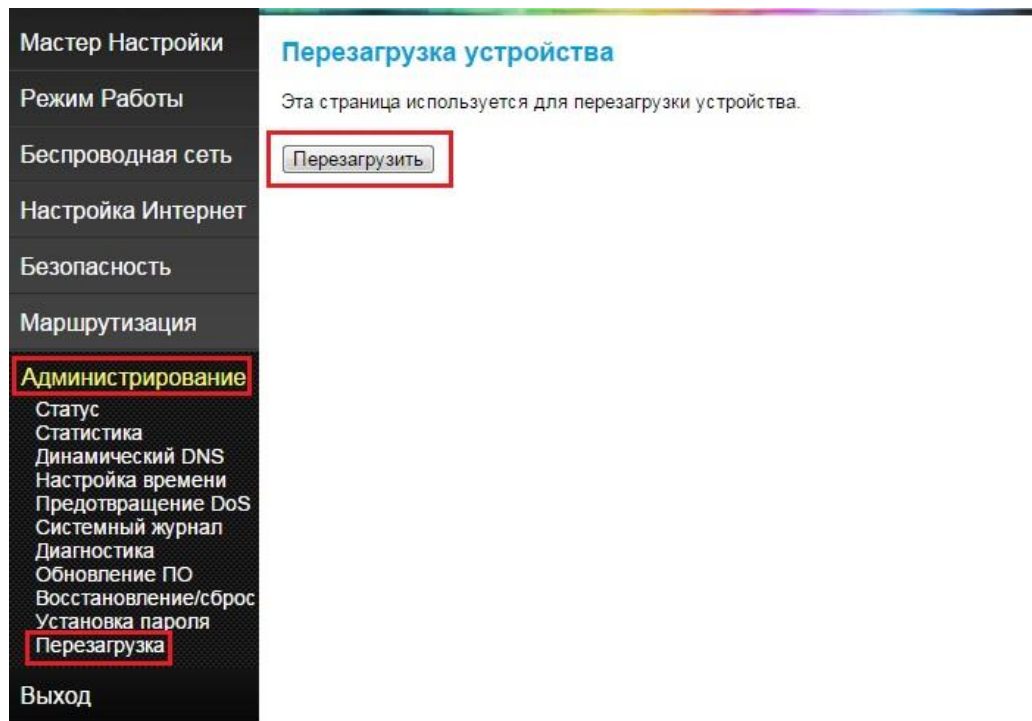 Мастер Настройки
Режим Работы
Беспроводная сеть
Настройка Интернет
Безопасность
Маршрутизация
Администрирование
Статус
Статистика
Динамический DNS
Настройка времени
Предотвращение DoS
Системный журнал
Диагностика
Обновление ПО
Восстановление/сброс
Установка пароля
Перезагрузка
Выход
Перезагрузка устройства
Эта страница используется для перезагрузки устройства.
Перезагрузить